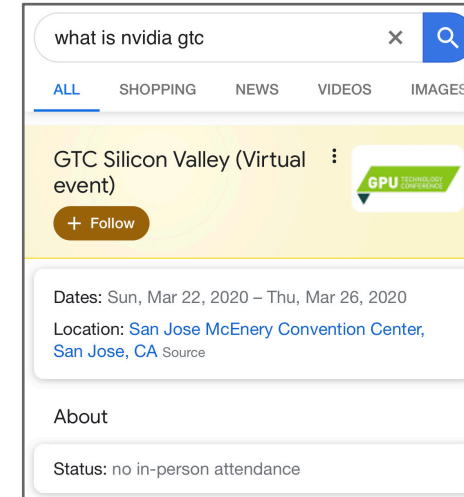 what is nvidia gtc
ALL SHOPPING NEWS VIDEOS IMAGES
GTC Silicon Valley (Virtual
event)
GPU TECHNOLOGY
CONFERENCE
+ Follow
Dates: Sun, Mar 22, 2020 – Thu, Mar 26, 2020
Location: San Jose McEnery Convention Center,
San Jose, CA Source
About
Status: no in-person attendance